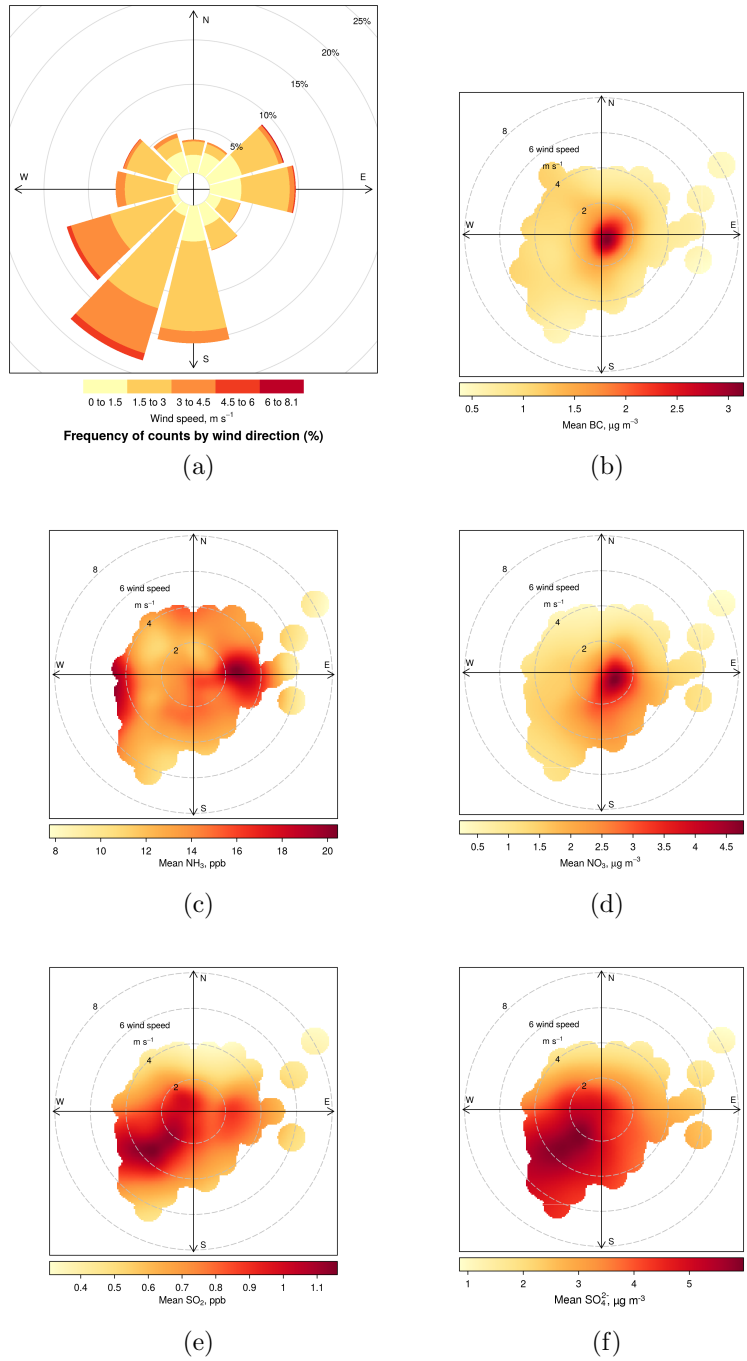 N
25%
20%
15%
10%
5%
W E
S
0 to 1.5 1.5 to 3 3 to 4.5 4.5 to 6 6 to 8.1
Wind speed, m s⁻¹
Frequency of counts by wind direction (%)
(a)
N
8
6 wind speed
m s⁻¹
4
2
W E
S
0.5 1 1.5 2 2.5 3
Mean BC, μg m⁻³
(b)
N
8
6 wind speed
m s⁻¹
4
2
W E
S
8 10 12 14 16 18 20
Mean NH₃, ppb
(c)
N
8
6 wind speed
m s⁻¹
4
2
W E
S
0.5 1 1.5 2 2.5 3 3.5 4 4.5
Mean NO₃, μg m⁻³
(d)
N
8
6 wind speed
m s⁻¹
4
2
W E
S
0.4 0.5 0.6 0.7 0.8 0.9 1 1.1
Mean SO₂, ppb
(e)
N
8
6 wind speed
m s⁻¹
4
2
W E
S
1 2 3 4 5
Mean SO₄²⁻, μg m⁻³
(f)